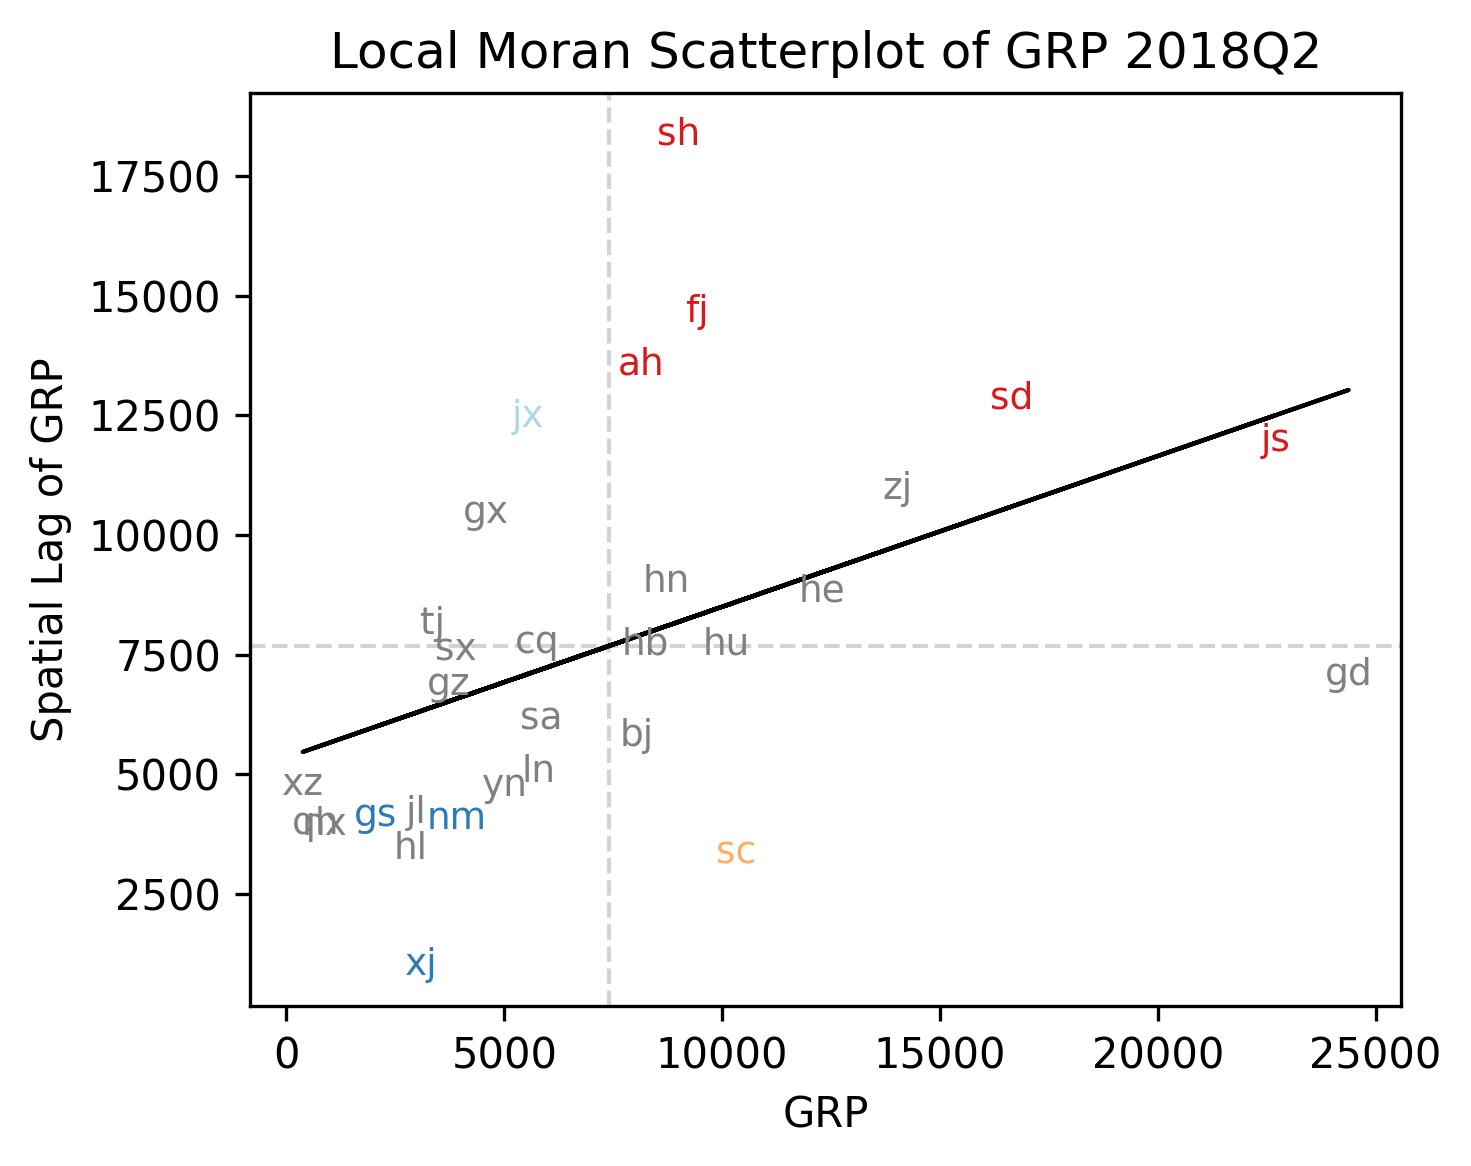 Local Moran Scatterplot of GRP 2018Q2
Spatial Lag of GRP
17500
15000
12500
10000
7500
5000
2500
sh
fj
ah
sd
jx
js
zj
gx
hn
he
tj
sx
cq
hb
hu
gd
gz
sa
bj
ln
yn
xz
gs
jl
nm
qh
nx
hl
sc
xj
0 5000 10000 15000 20000 25000
GRP